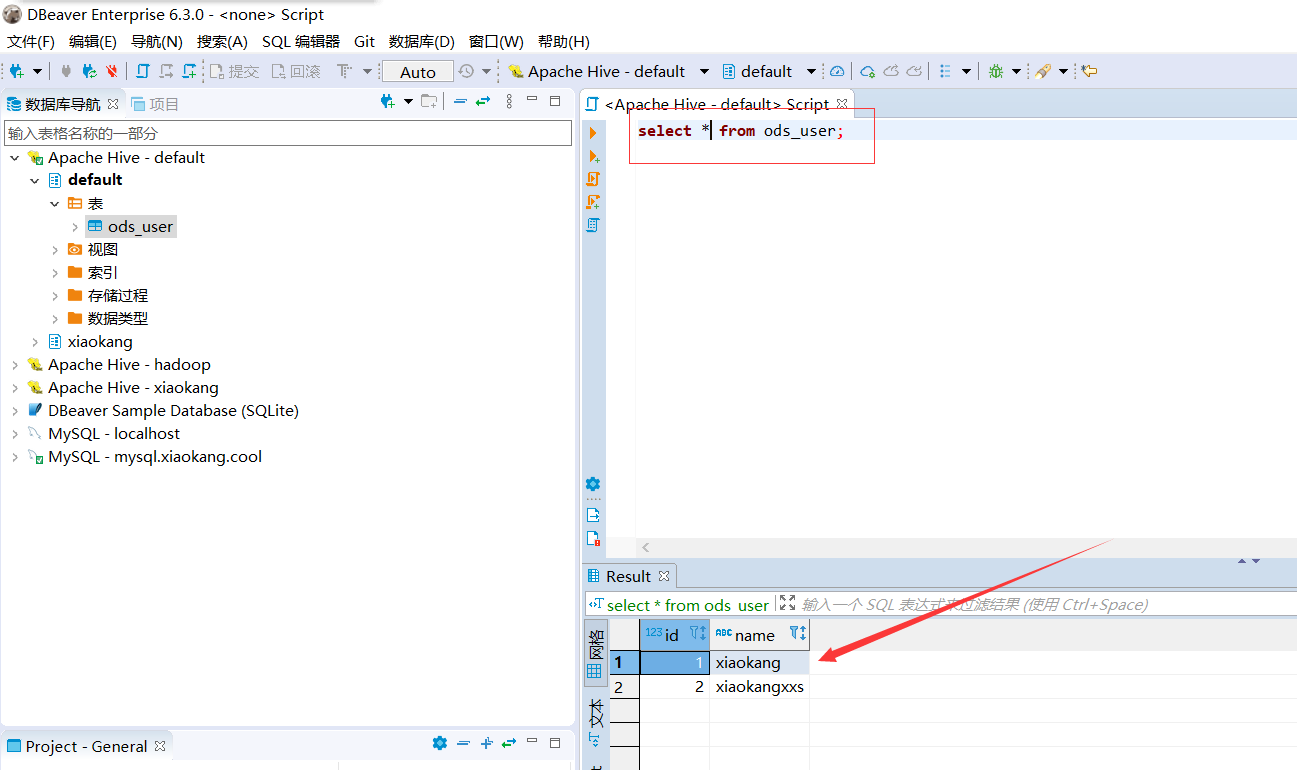 DBeaver Enterprise 6.3.0 - <none> Script
文件(F) 编辑(E) 导航(N) 搜索(A) SQL 编辑器 Git 数据库(D) 窗口(W) 帮助(H)
提交 回滚 Auto Apache Hive - default default
数据库导航 项目
输入表格名称的一部分
Apache Hive - default
default
表
ods_user
视图
索引
存储过程
数据类型
xiaokang
Apache Hive - hadoop
Apache Hive - xiaokang
DBeaver Sample Database (SQLite)
MySQL - localhost
MySQL - mysql.xiaokang.cool
Project - General
<Apache Hive - default> Script
select * from ods_user;
Result
select * from ods_user 输入一个 SQL 表达式来过滤结果 (使用 Ctrl+Space)
网格
文本
123 id ABC name
1 1 xiaokang
2 2 xiaokangxxs